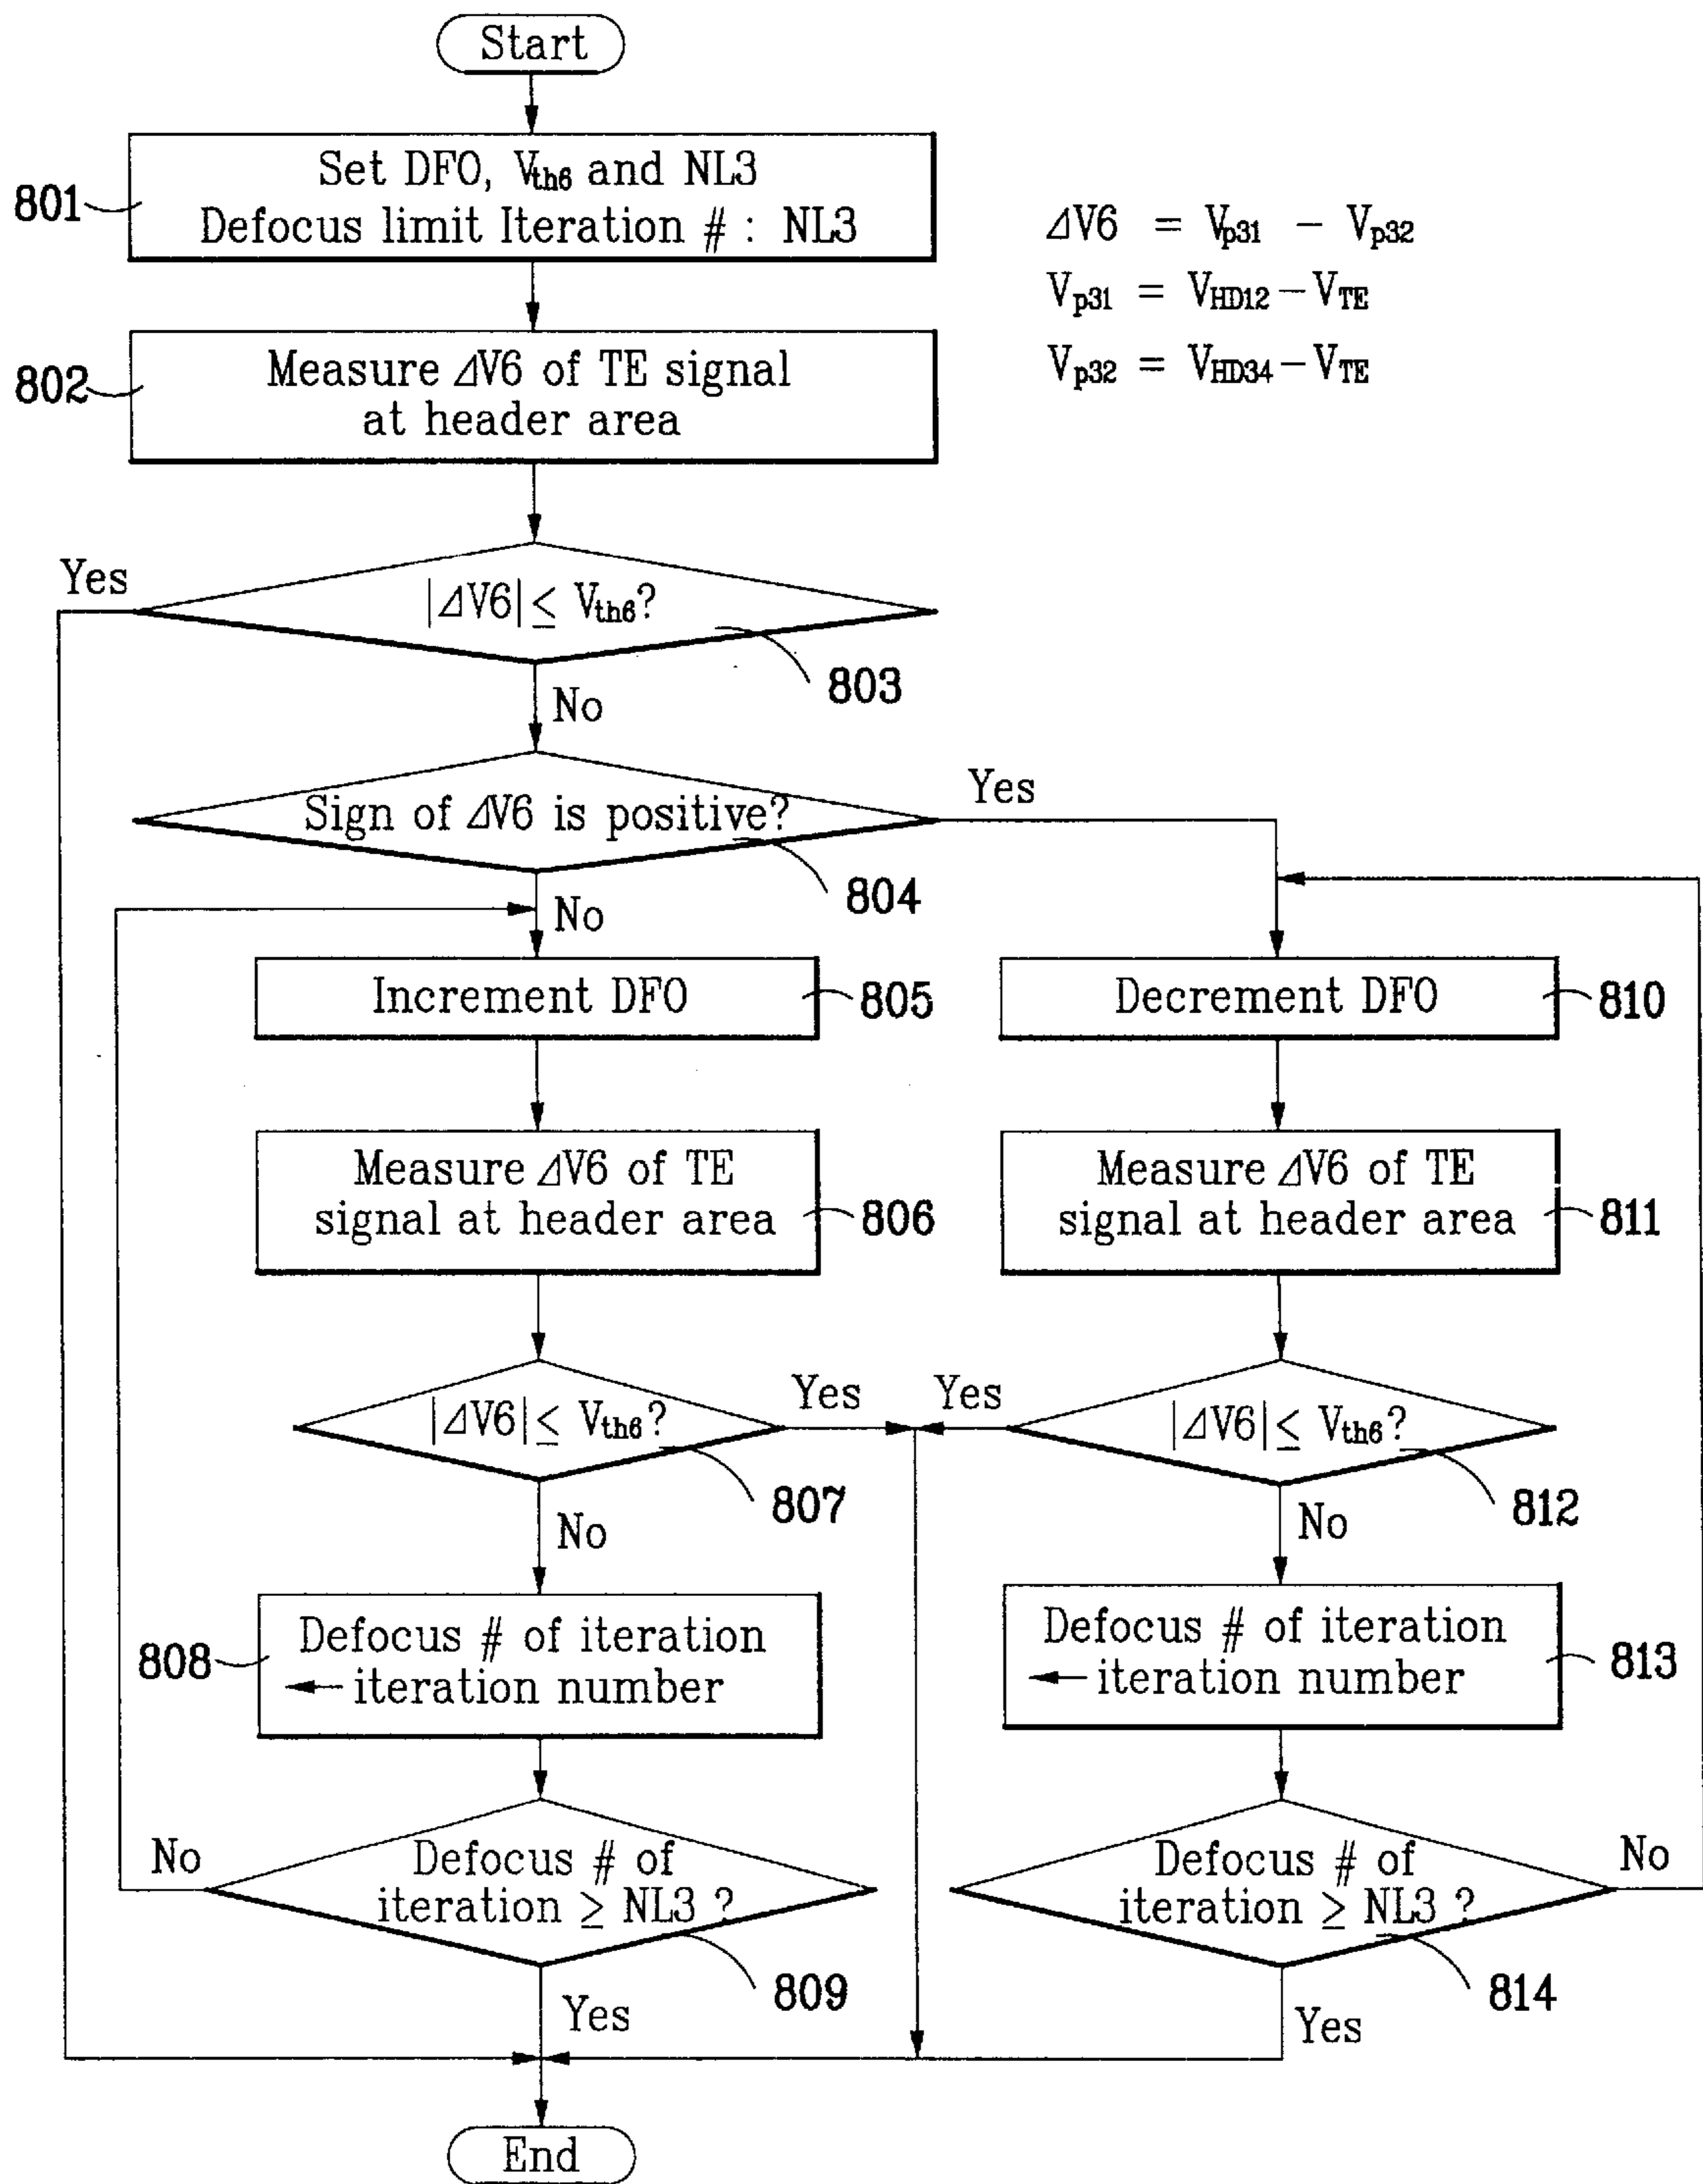 Start
Set DFO, Vth6 and NL3
Defocus limit Iteration # : NL3
801
ΔV6 = Vp31 - Vp32
Vp31 = VHD12 - VTE
Vp32 = VHD34 - VTE
Measure ΔV6 of TE signal
at header area
802
Yes
|ΔV6| ≤ Vth6?
803
No
Sign of ΔV6 is positive?
Yes
804
No
Increment DFO
805
Decrement DFO
810
Measure ΔV6 of TE
signal at header area
806
Measure ΔV6 of TE
signal at header area
811
|ΔV6| ≤ Vth6?
Yes
Yes
|ΔV6| ≤ Vth6?
807
812
No
No
Defocus # of iteration
← iteration number
808
Defocus # of iteration
← iteration number
813
No
Defocus # of
iteration ≥ NL3 ?
809
Defocus # of
iteration ≥ NL3 ?
No
814
Yes
Yes
End